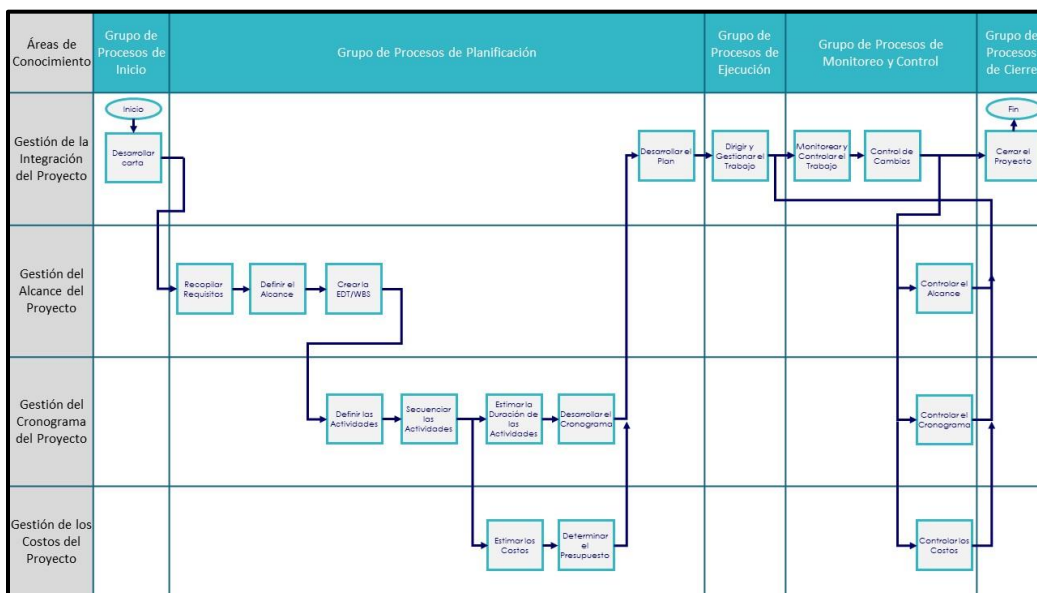 Áreas de
Conocimiento
Grupo de
Procesos de
Inicio
Grupo de Procesos de Planificación
Grupo de
Procesos de
Ejecución
Grupo de Procesos de
Monitoreo y Control
Grupo de
Procesos
de Cierre
Gestión de la
Integración
del Proyecto
Inicio
Desarrollar
carta
Desarrollar el
Plan
Dirigir y
Gestionar el
Trabajo
Monitorear y
Controlar el
Trabajo
Control de
Cambios
Fin
Cerrar el
Proyecto
Gestión del
Alcance del
Proyecto
Recopilar
Requisitos
Definir el
Alcance
Crear la
EDT/WBS
Controlar el
Alcance
Gestión del
Cronograma
del Proyecto
Definir las
Actividades
Secuenciar
las
Actividades
Estimar la
Duración de
las
Actividades
Desarrollar el
Cronograma
Controlar el
Cronograma
Gestión de los
Costos del
Proyecto
Estimar los
Costos
Determinar
el
Presupuesto
Controlar los
Costos